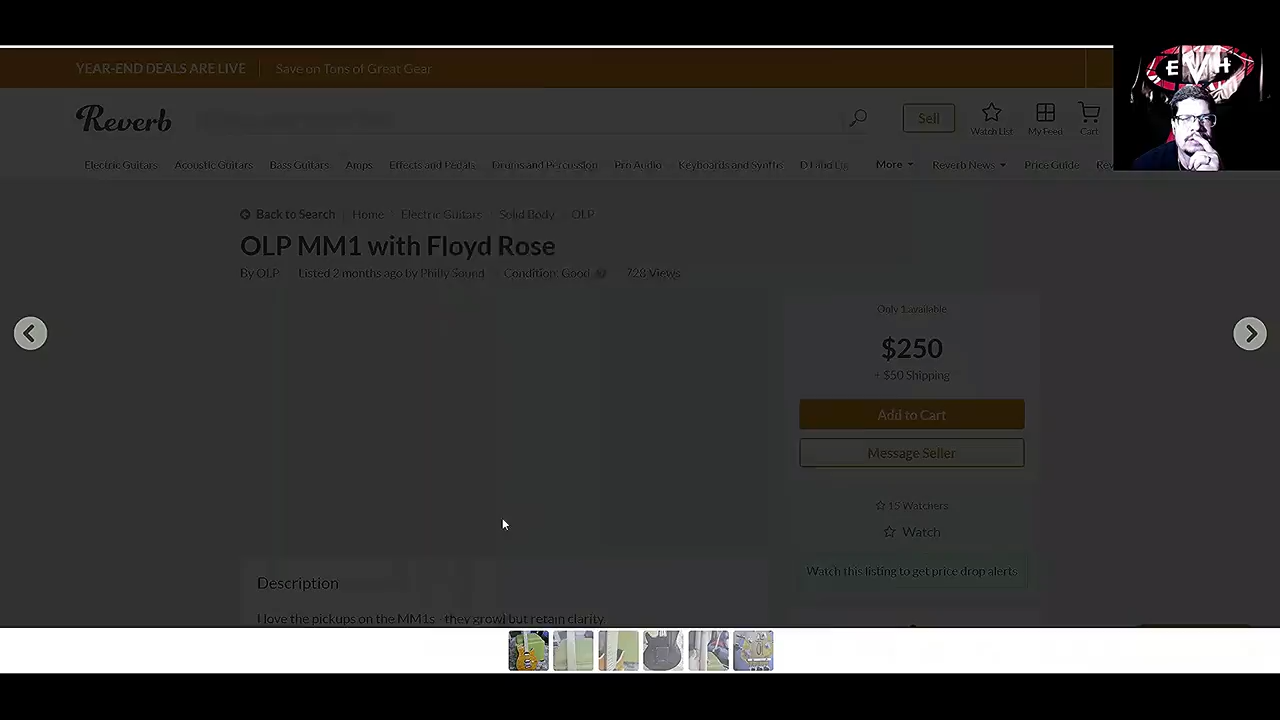 YEAR-END DEALS ARE LIVE Save on Tons of Great Gear
EVH
Reverb
Sell
Watch List
My Feed
Cart
Electric Guitars Acoustic Guitars Bass Guitars Amps Effects and Pedals Drums and Percussion Pro Audio Keyboards and Synths More Reverb News Price Guide
Back to Search Home Electric Guitars Solid Body OLP
OLP MM1 with Floyd Rose
By OLP Listed 2 months ago by Philly Sound Condition: Good 728 Views
Only 1 available
$250
+ $50 Shipping
Add to Cart
Message Seller
15 Watchers
Watch
Watch this listing to get price drop alerts
Description
I love the pickups on the MM1s - they growl but retain clarity.